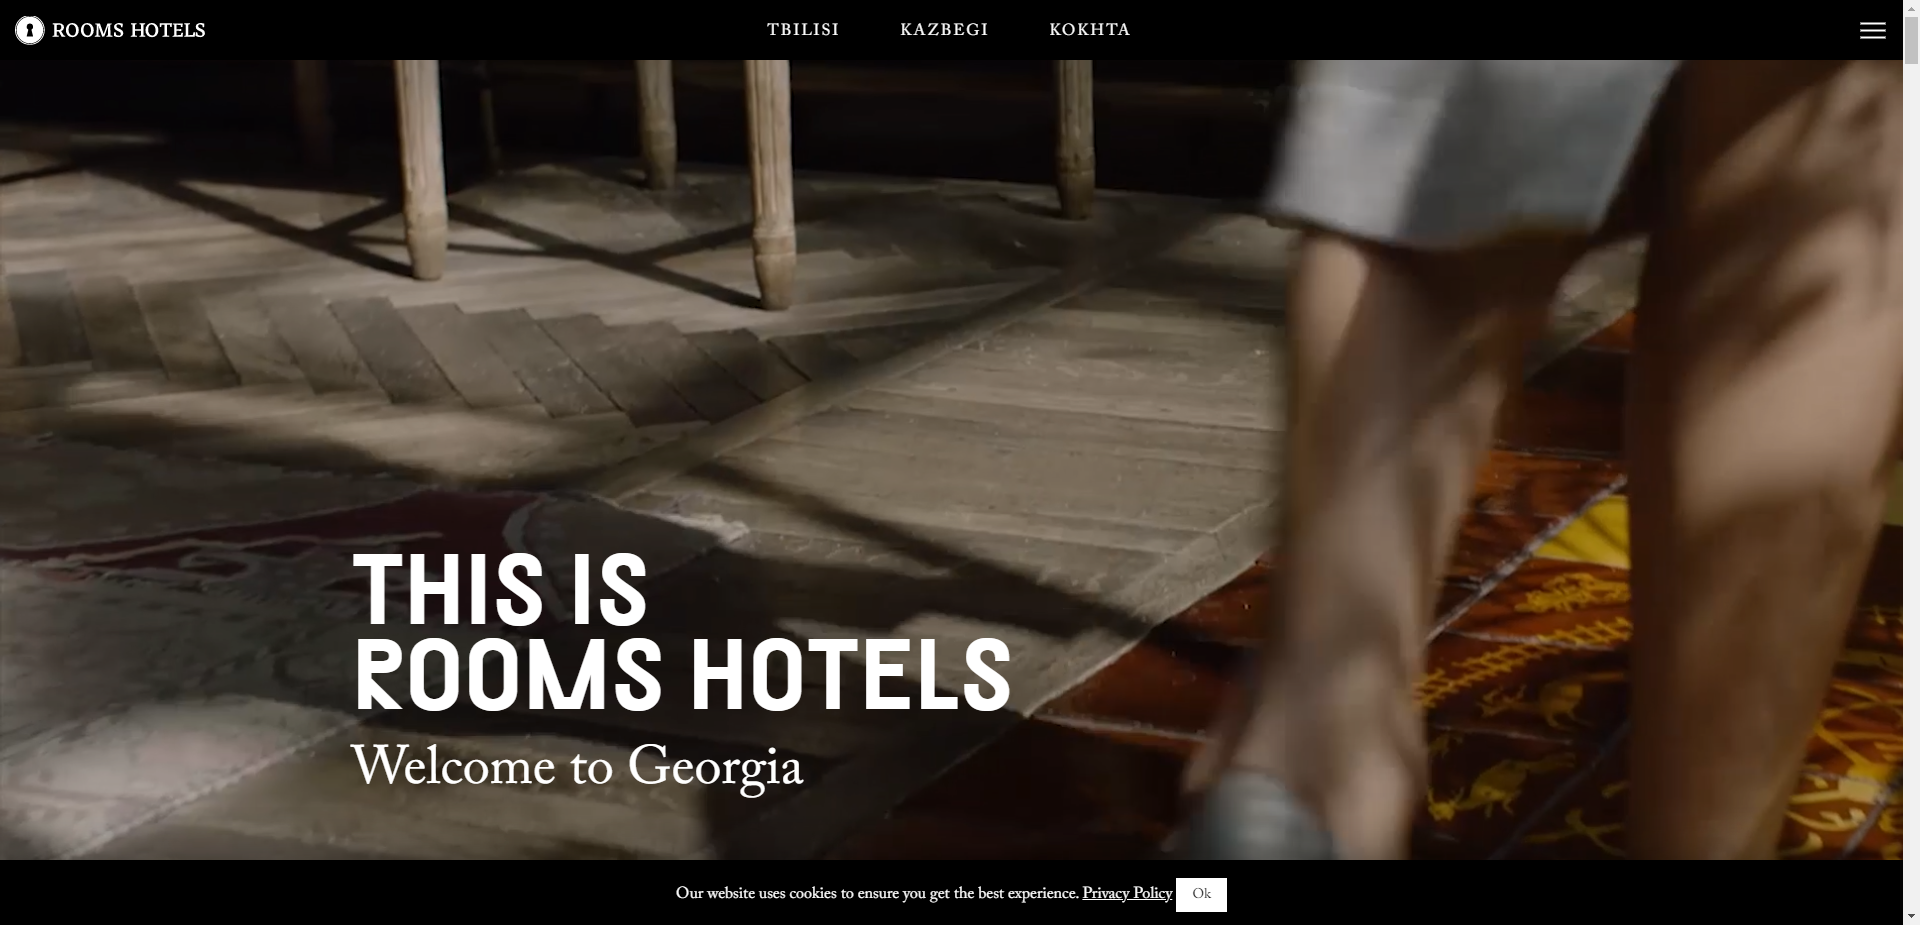 ROOMS HOTELS
TBILISI
KAZBEGI
KOKHTA
THIS IS
ROOMS HOTELS
Welcome to Georgia
Our website uses cookies to ensure you get the best experience. Privacy Policy Ok